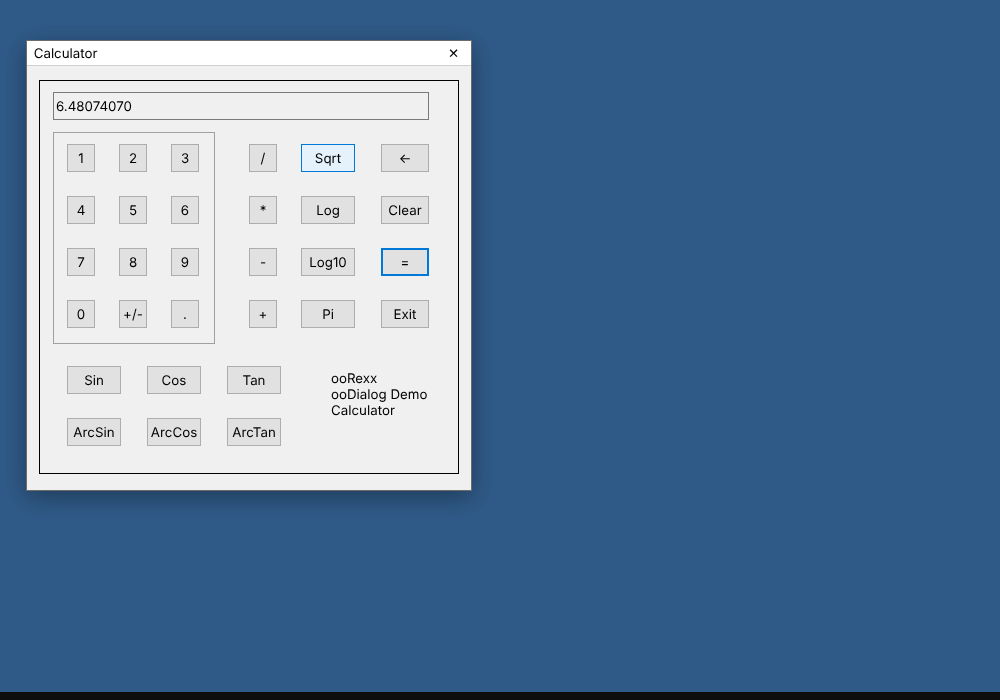 Calculator ✕
6.48074070
1 2 3 / Sqrt ←
4 5 6 * Log Clear
7 8 9 - Log10 =
0 +/- . + Pi Exit
Sin Cos Tan
ooRexx
ooDialog Demo
Calculator
ArcSin ArcCos ArcTan